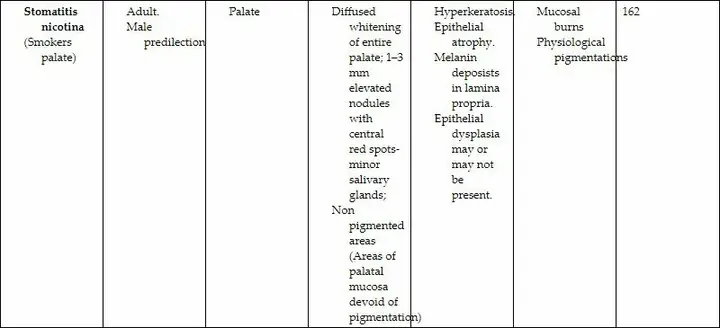 Stomatitis
nicotina
(Smokers
palate)
Adult.
Male
predilection
Palate
Diffused
whitening
of entire
palate; 1–3
mm
elevated
nodules
with
central
red spots-
minor
salivary
glands;
Non
pigmented
areas
(Areas of
palatal
mucosa
devoid of
pigmentation)
Hyperkeratosis.
Epithelial
atrophy.
Melanin
deposists
in lamina
propria.
Epithelial
dysplasia
may or
may not
be
present.
Mucosal
burns
Physiological
pigmentations
162